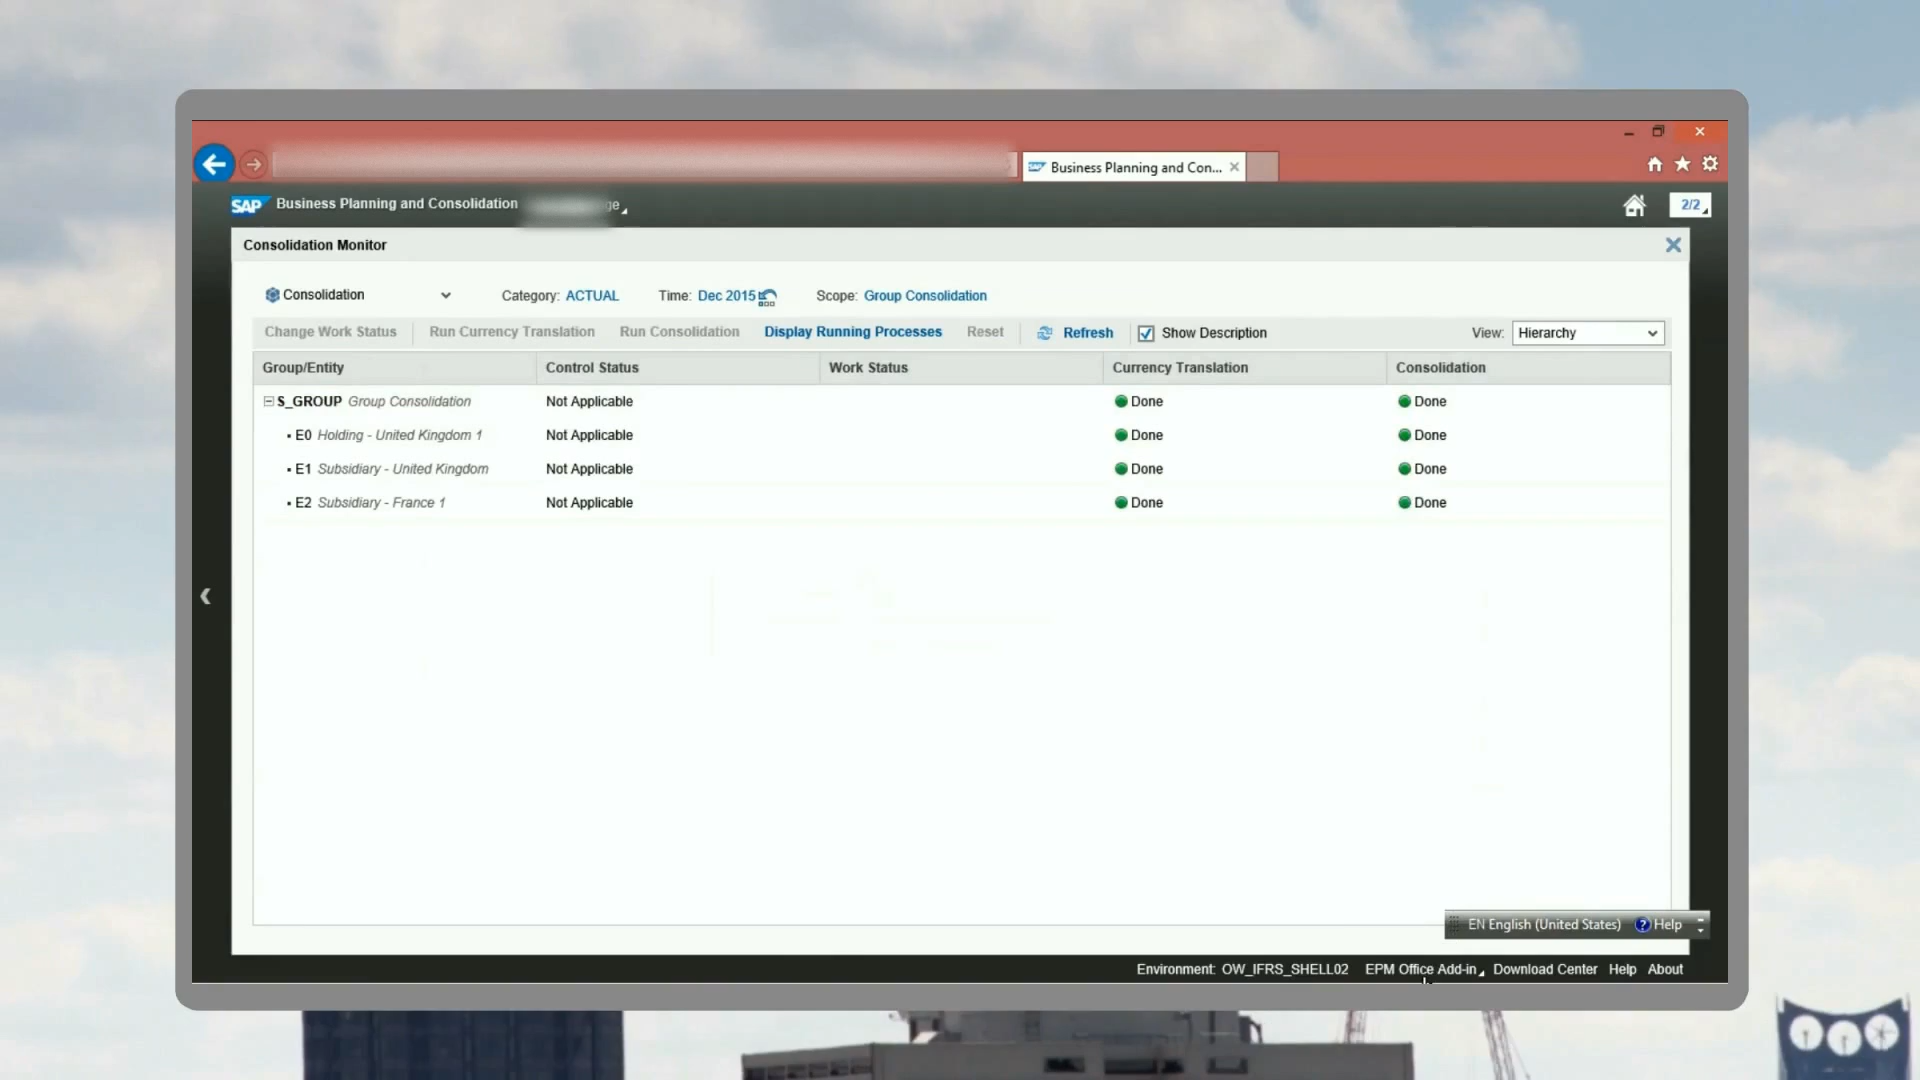 Business Planning and Con...
SAP Business Planning and Consolidation
2/2
Consolidation Monitor
Consolidation Category: ACTUAL Time: Dec 2015 Scope: Group Consolidation
Change Work Status Run Currency Translation Run Consolidation Display Running Processes Reset Refresh Show Description View: Hierarchy
Group/Entity Control Status Work Status Currency Translation Consolidation
S_GROUP Group Consolidation Not Applicable Done Done
E0 Holding - United Kingdom 1 Not Applicable Done Done
E1 Subsidiary - United Kingdom Not Applicable Done Done
E2 Subsidiary - France 1 Not Applicable Done Done
EN English (United States) Help
Environment: OW_IFRS_SHELL02 EPM Office Add-in Download Center Help About